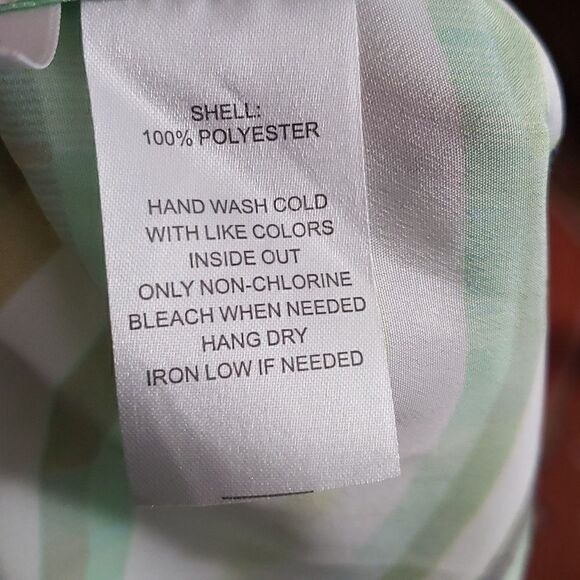 SHELL:
100% POLYESTER
HAND WASH COLD
WITH LIKE COLORS
INSIDE OUT
ONLY NON-CHLORINE
BLEACH WHEN NEEDED
HANG DRY
IRON LOW IF NEEDED